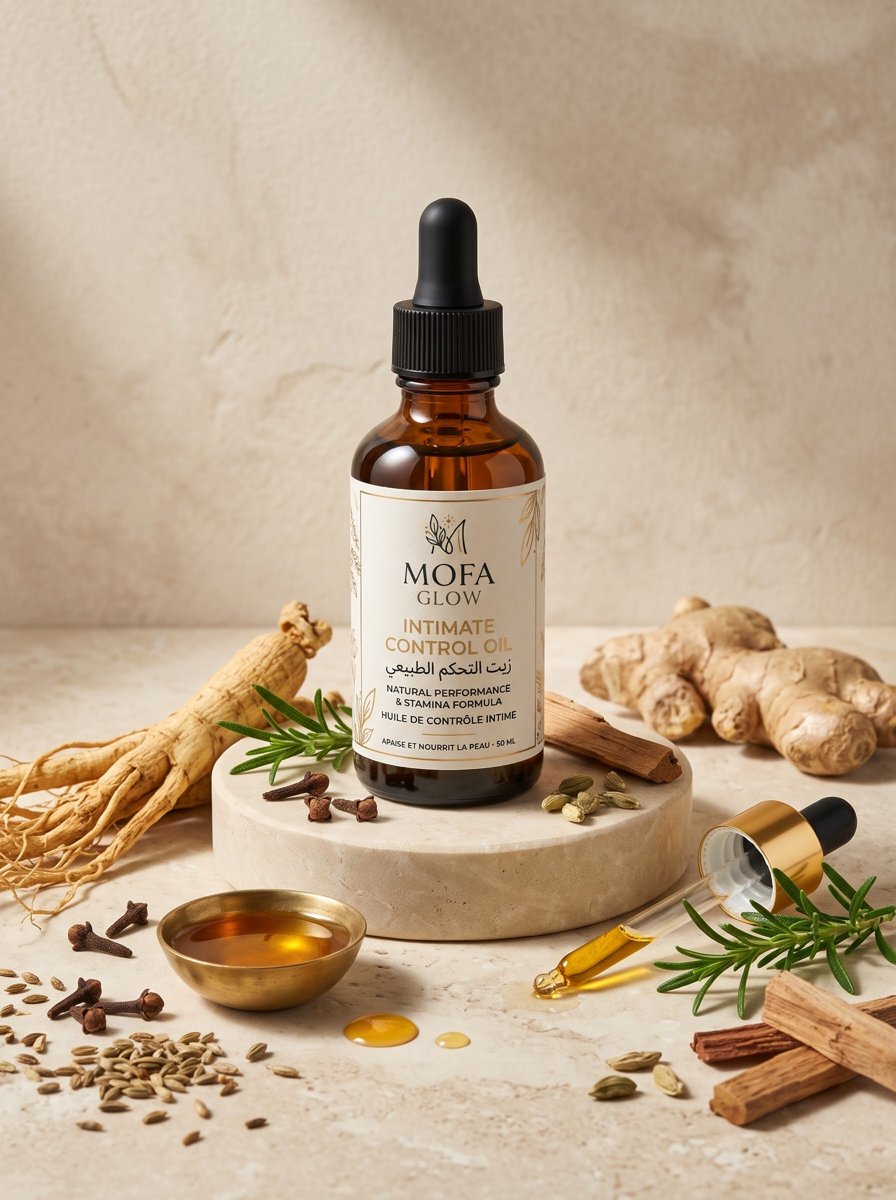 MOFA
GLOW
INTIMATE
CONTROL OIL
زيت التحكم الطبيعي
NATURAL PERFORMANCE
& STAMINA FORMULA
HUILE DE CONTRÔLE INTIME
APAISE ET NOURRIT LA PEAU • 50 ML